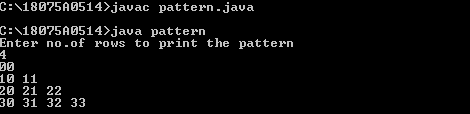 C:\18075A0514>javac pattern.java
C:\18075A0514>java pattern
Enter no.of rows to print the pattern
4
00
10 11
20 21 22
30 31 32 33